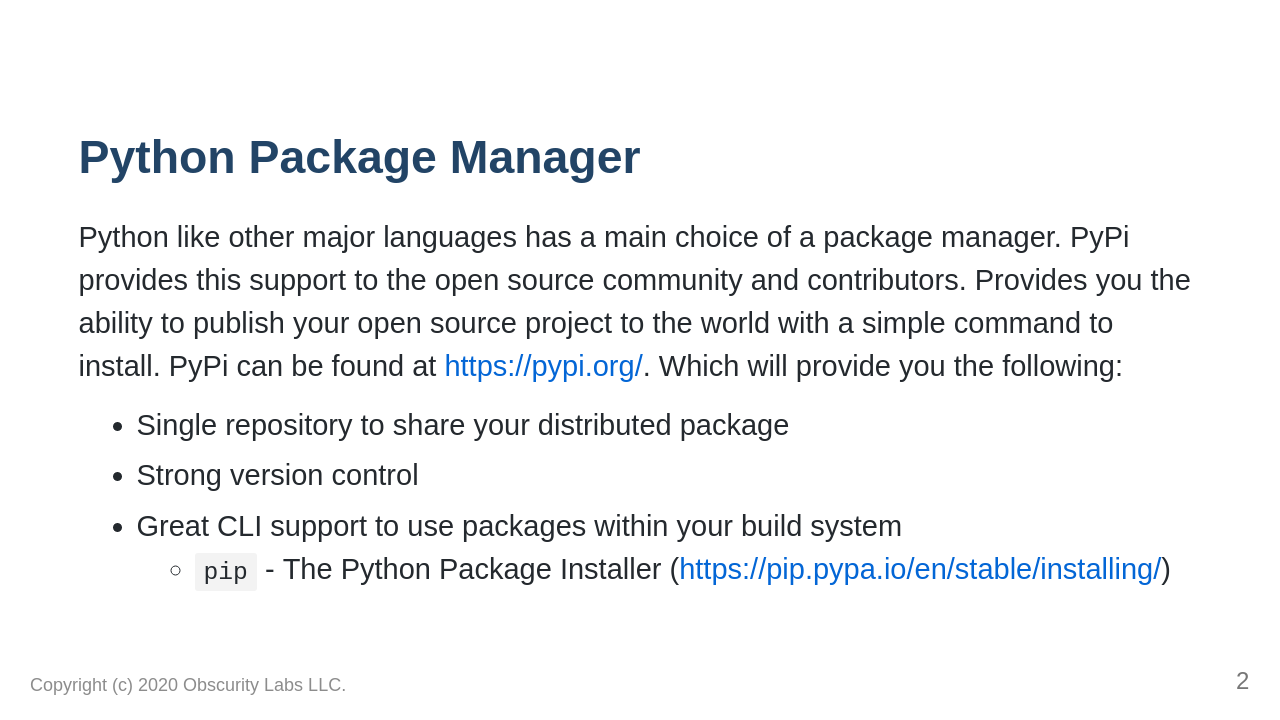 Python Package Manager
Python like other major languages has a main choice of a package manager. PyPi
provides this support to the open source community and contributors. Provides you the
ability to publish your open source project to the world with a simple command to
install. PyPi can be found at https://pypi.org/. Which will provide you the following:
• Single repository to share your distributed package
• Strong version control
• Great CLI support to use packages within your build system
○ pip - The Python Package Installer (https://pip.pypa.io/en/stable/installing/)
Copyright (c) 2020 Obscurity Labs LLC.
2